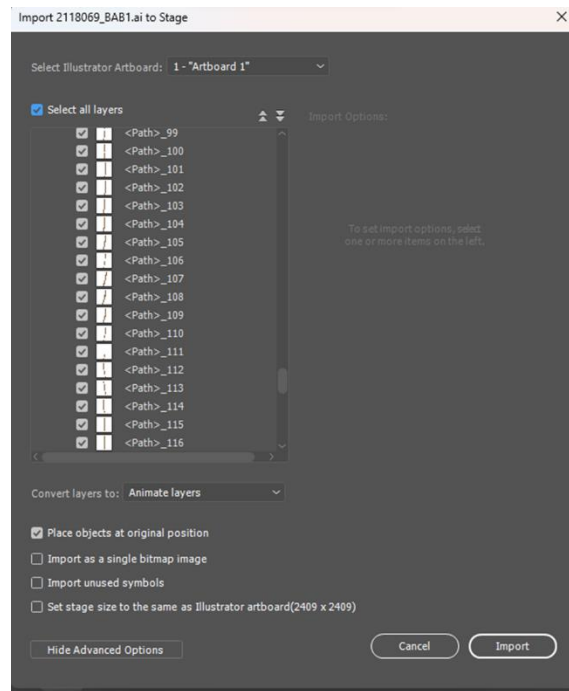 Import 2118069_BAB1.ai to Stage
Select Illustrator Artboard: 1 - "Artboard 1"
Select all layers
Import Options:
<Path>_99
<Path>_100
<Path>_101
<Path>_102
<Path>_103
<Path>_104
<Path>_105
<Path>_106
<Path>_107
<Path>_108
<Path>_109
<Path>_110
<Path>_111
<Path>_112
<Path>_113
<Path>_114
<Path>_115
<Path>_116
To set import options, select
one or more items on the left.
Convert layers to: Animate layers
Place objects at original position
Import as a single bitmap image
Import unused symbols
Set stage size to the same as Illustrator artboard(2409 x 2409)
Hide Advanced Options
Cancel
Import